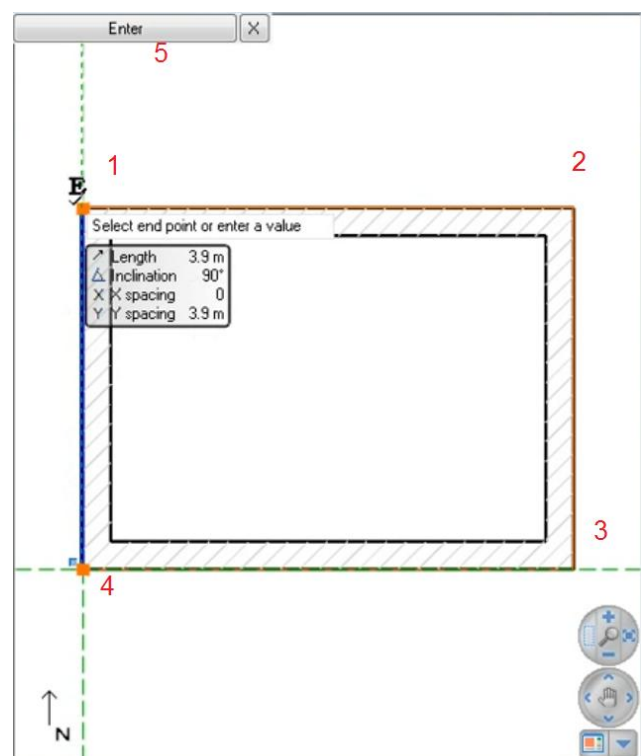 Enter X
5
1
2
E
Select end point or enter a value
Length 3.9 m
Inclination 90°
X X spacing 0
Y Y spacing 3.9 m
3
4
N